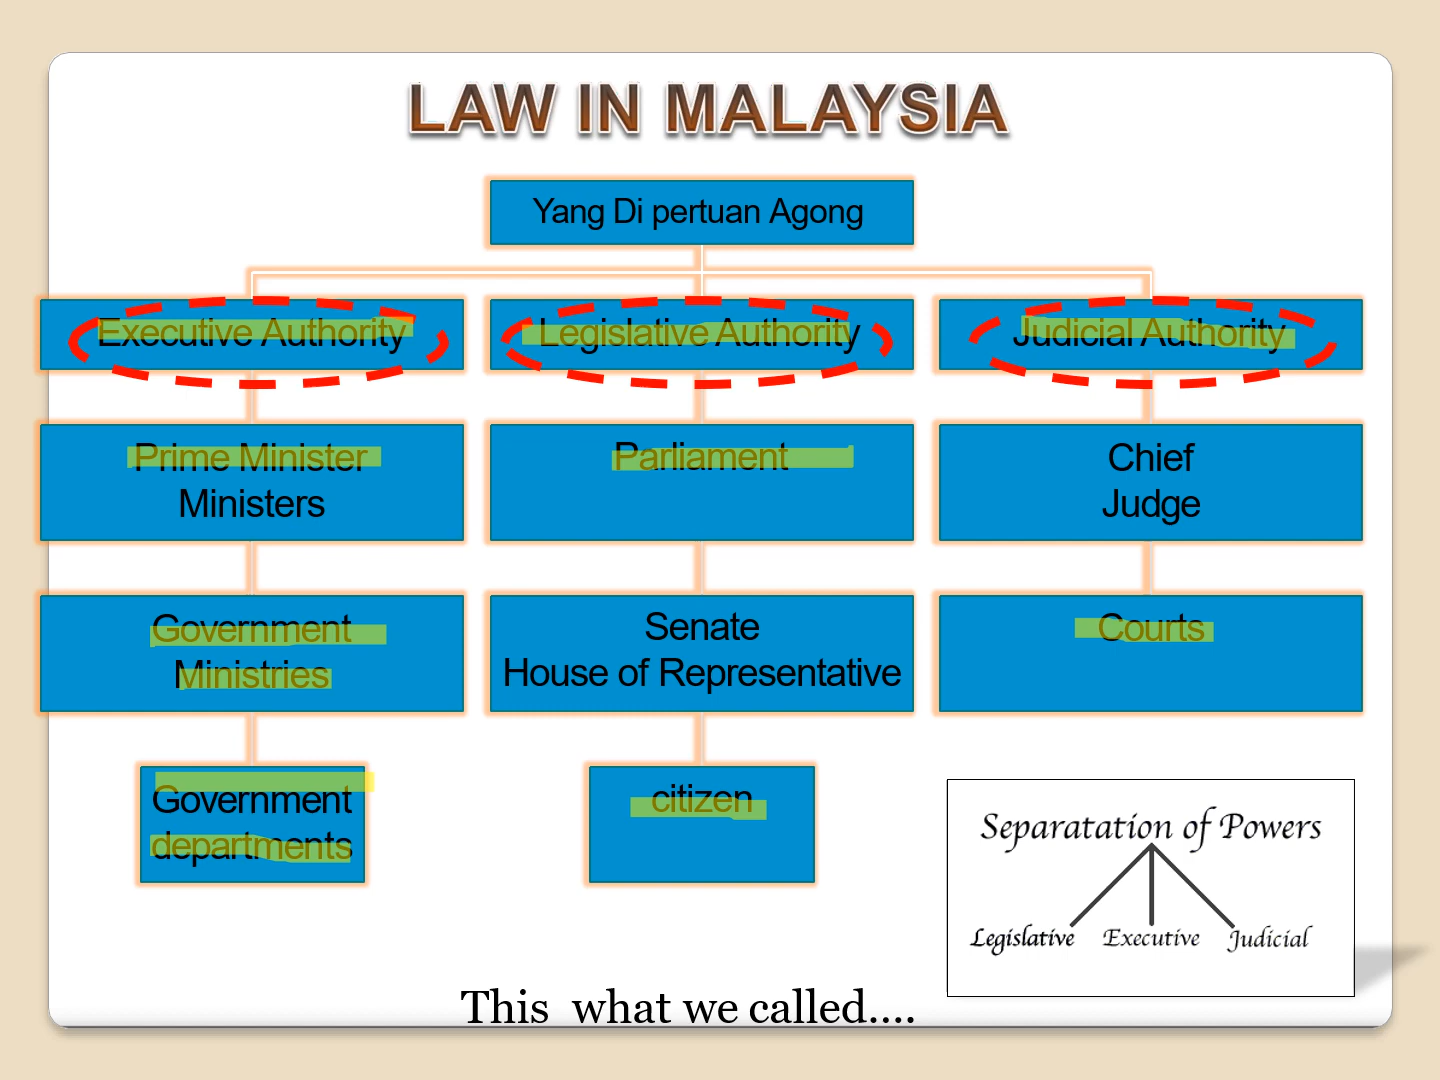 LAW IN MALAYSIA
Yang Di pertuan Agong
Executive Authority
Legislative Authority
Judicial Authority
Prime Minister
Ministers
Parliament
Chief
Judge
Government
Ministries
Senate
House of Representative
Courts
Government
departments
citizen
Separatation of Powers
Legislative
Executive
Judicial
This what we called....